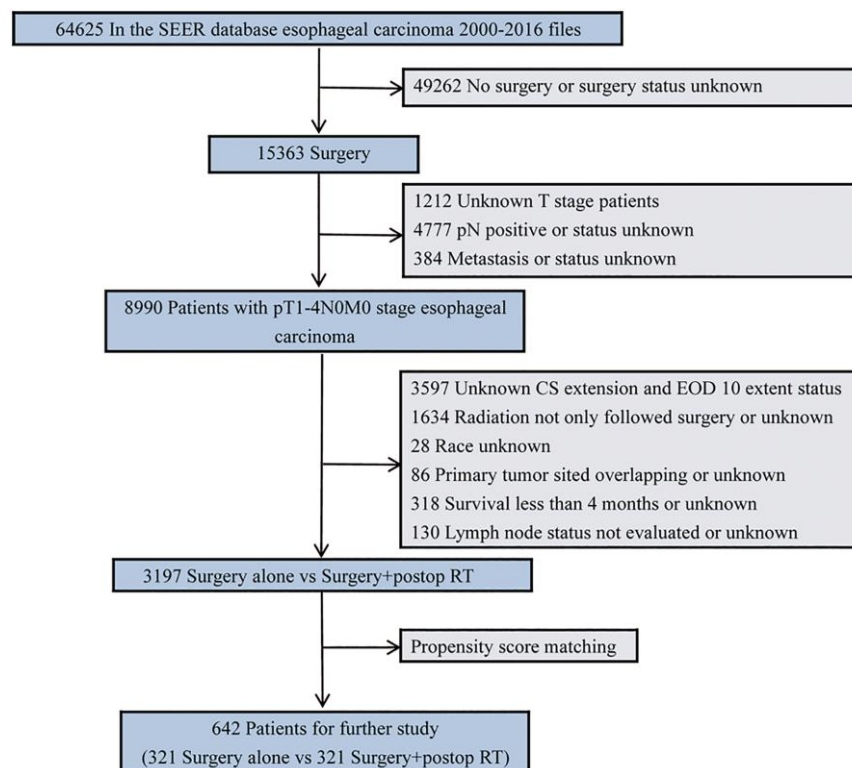 64625 In the SEER database esophageal carcinoma 2000-2016 files
49262 No surgery or surgery status unknown
15363 Surgery
1212 Unknown T stage patients
4777 pN positive or status unknown
384 Metastasis or status unknown
8990 Patients with pT1-4N0M0 stage esophageal
carcinoma
3597 Unknown CS extension and EOD 10 extent status
1634 Radiation not only followed surgery or unknown
28 Race unknown
86 Primary tumor sited overlapping or unknown
318 Survival less than 4 months or unknown
130 Lymph node status not evaluated or unknown
3197 Surgery alone vs Surgery+postop RT
Propensity score matching
642 Patients for further study
(321 Surgery alone vs 321 Surgery+postop RT)